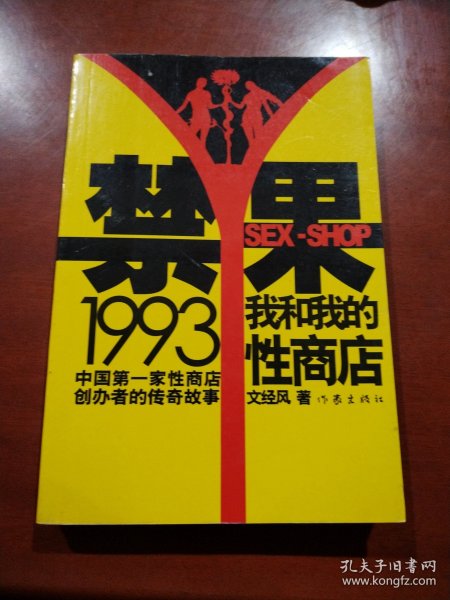 禁果
SEX-SHOP
1993
我和我的
性商店
中国第一家性商店
创办者的传奇故事
文经风 著 作家出版社
孔夫子旧书网
www.kongfz.com